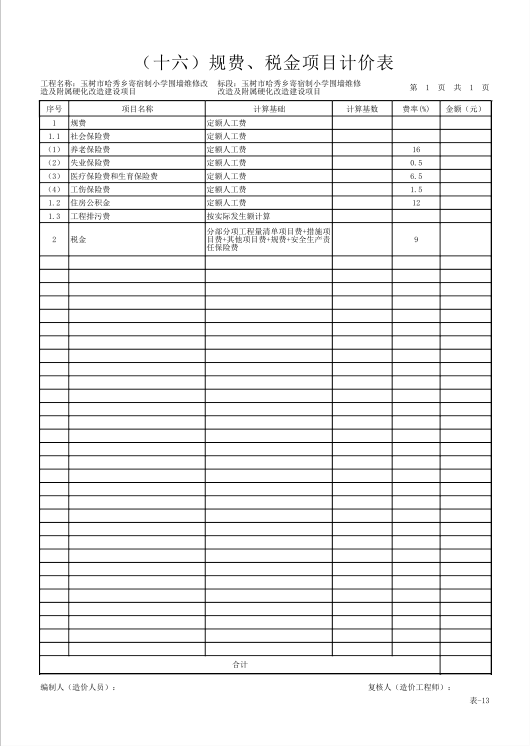 （十六）规费、税金项目计价表
工程名称：玉树市哈秀乡寄宿制小学围墙维修改
造及附属硬化改造建设项目
标段：玉树市哈秀乡寄宿制小学围墙维修
改造及附属硬化改造建设项目
第 1 页 共 1 页
序号 项目名称 计算基础 计算基数 费率(%) 金额（元）
1 规费 定额人工费
1.1 社会保险费 定额人工费
(1) 养老保险费 定额人工费 16
(2) 失业保险费 定额人工费 0.5
(3) 医疗保险费和生育保险费 定额人工费 6.5
(4) 工伤保险费 定额人工费 1.5
1.2 住房公积金 定额人工费 12
1.3 工程排污费 按实际发生额计算
2 税金 分部分项工程量清单项目费+措施项
目费+其他项目费+规费+安全生产责
任保险费 9
合计
编制人（造价人员）： 复核人（造价工程师）：
表-13